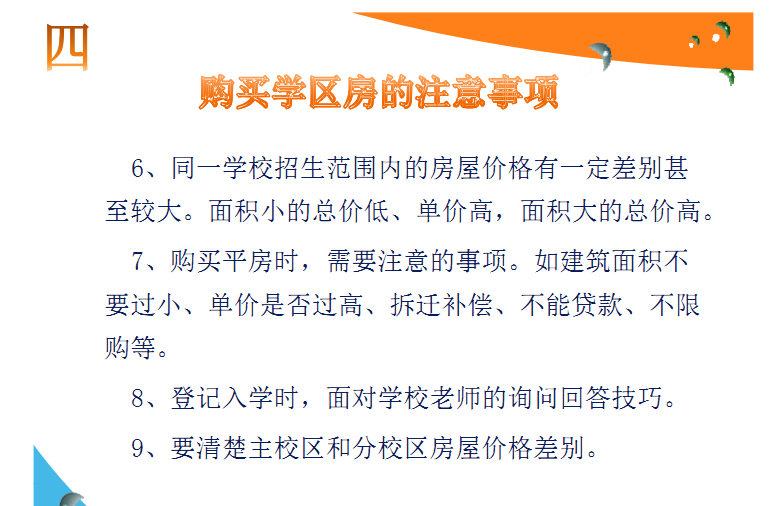 四
购买学区房的注意事项
6、同一学校招生范围内的房屋价格有一定差别甚
至较大。面积小的总价低、单价高，面积大的总价高。
7、购买平房时，需要注意的事项。如建筑面积不
要过小、单价是否过高、拆迁补偿、不能贷款、不限
购等。
8、登记入学时，面对学校老师的询问回答技巧。
9、要清楚主校区和分校区房屋价格差别。